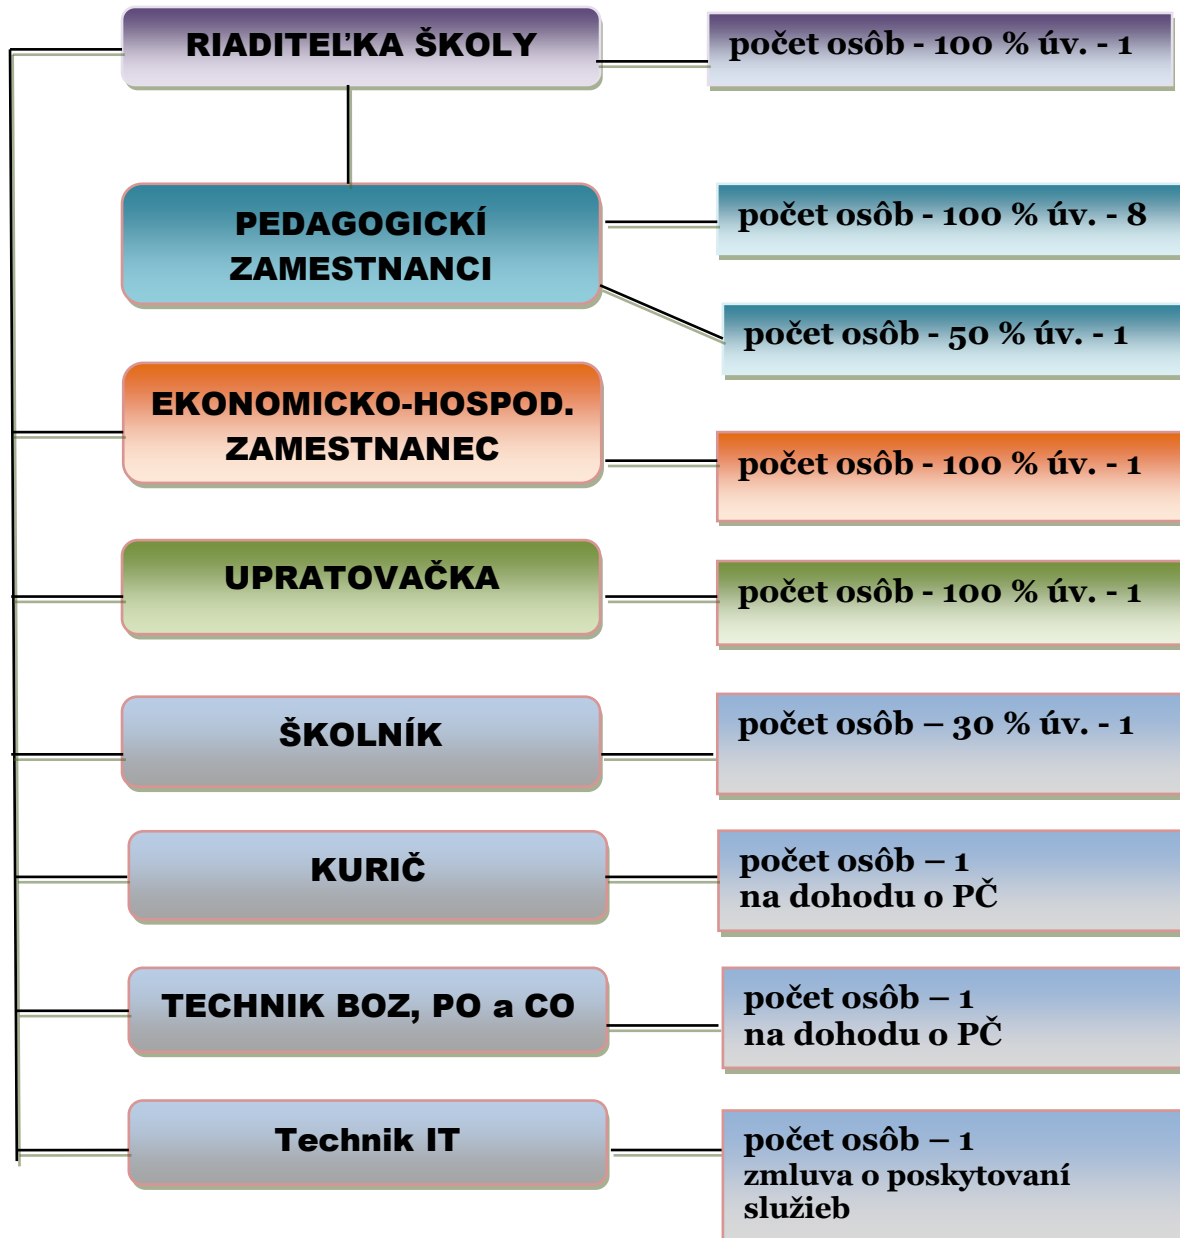 RIADITEĽKA ŠKOLY
počet osôb - 100 % úv. - 1
PEDAGOGICKÍ
ZAMESTNANCI
počet osôb - 100 % úv. - 8
počet osôb - 50 % úv. - 1
EKONOMICKO-HOSPOD.
ZAMESTNANEC
počet osôb - 100 % úv. - 1
UPRATOVAČKA
počet osôb - 100 % úv. - 1
ŠKOLNÍK
počet osôb – 30 % úv. - 1
KURIČ
počet osôb – 1
na dohodu o PČ
TECHNIK BOZ, PO a CO
počet osôb – 1
na dohodu o PČ
Technik IT
počet osôb – 1
zmluva o poskytovaní
služieb